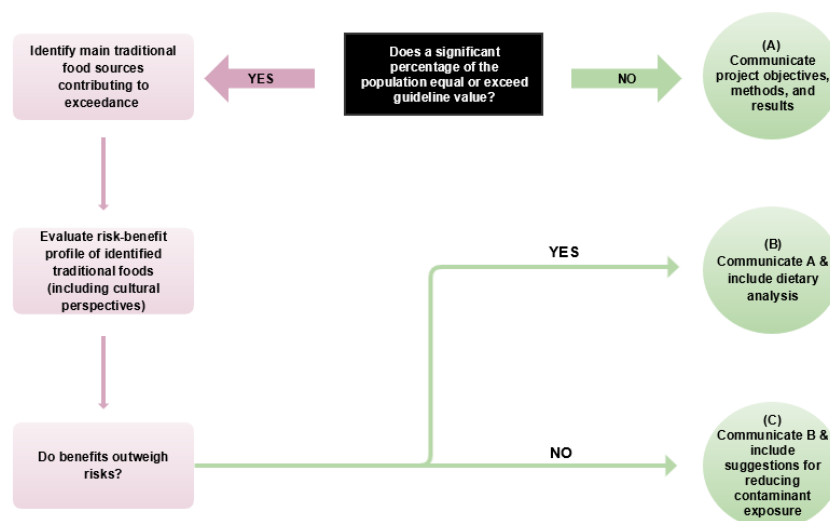 Identify main traditional
food sources
contributing to
exceedance
YES
Does a significant
percentage of the
population equal or exceed
guideline value?
NO
(A)
Communicate
project objectives,
methods, and
results
Evaluate risk-benefit
profile of identified
traditional foods
(including cultural
perspectives)
YES
(B)
Communicate A &
include dietary
analysis
Do benefits outweigh
risks?
NO
(C)
Communicate B &
include
suggestions for
reducing
contaminant
exposure